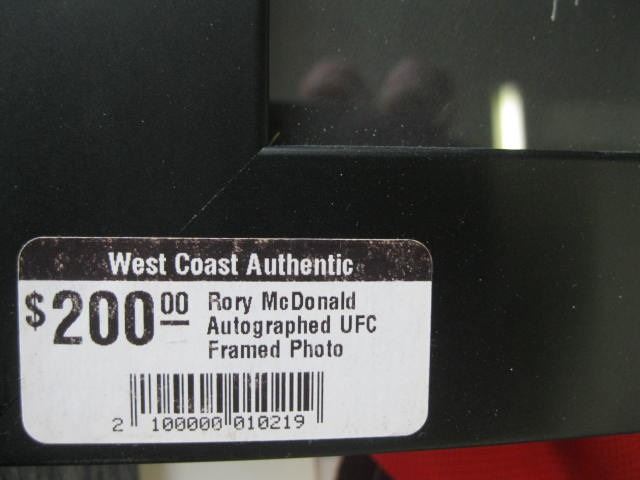 West Coast Authentic
$200.00 Rory McDonald
Autographed UFC
Framed Photo
2 100000 010219